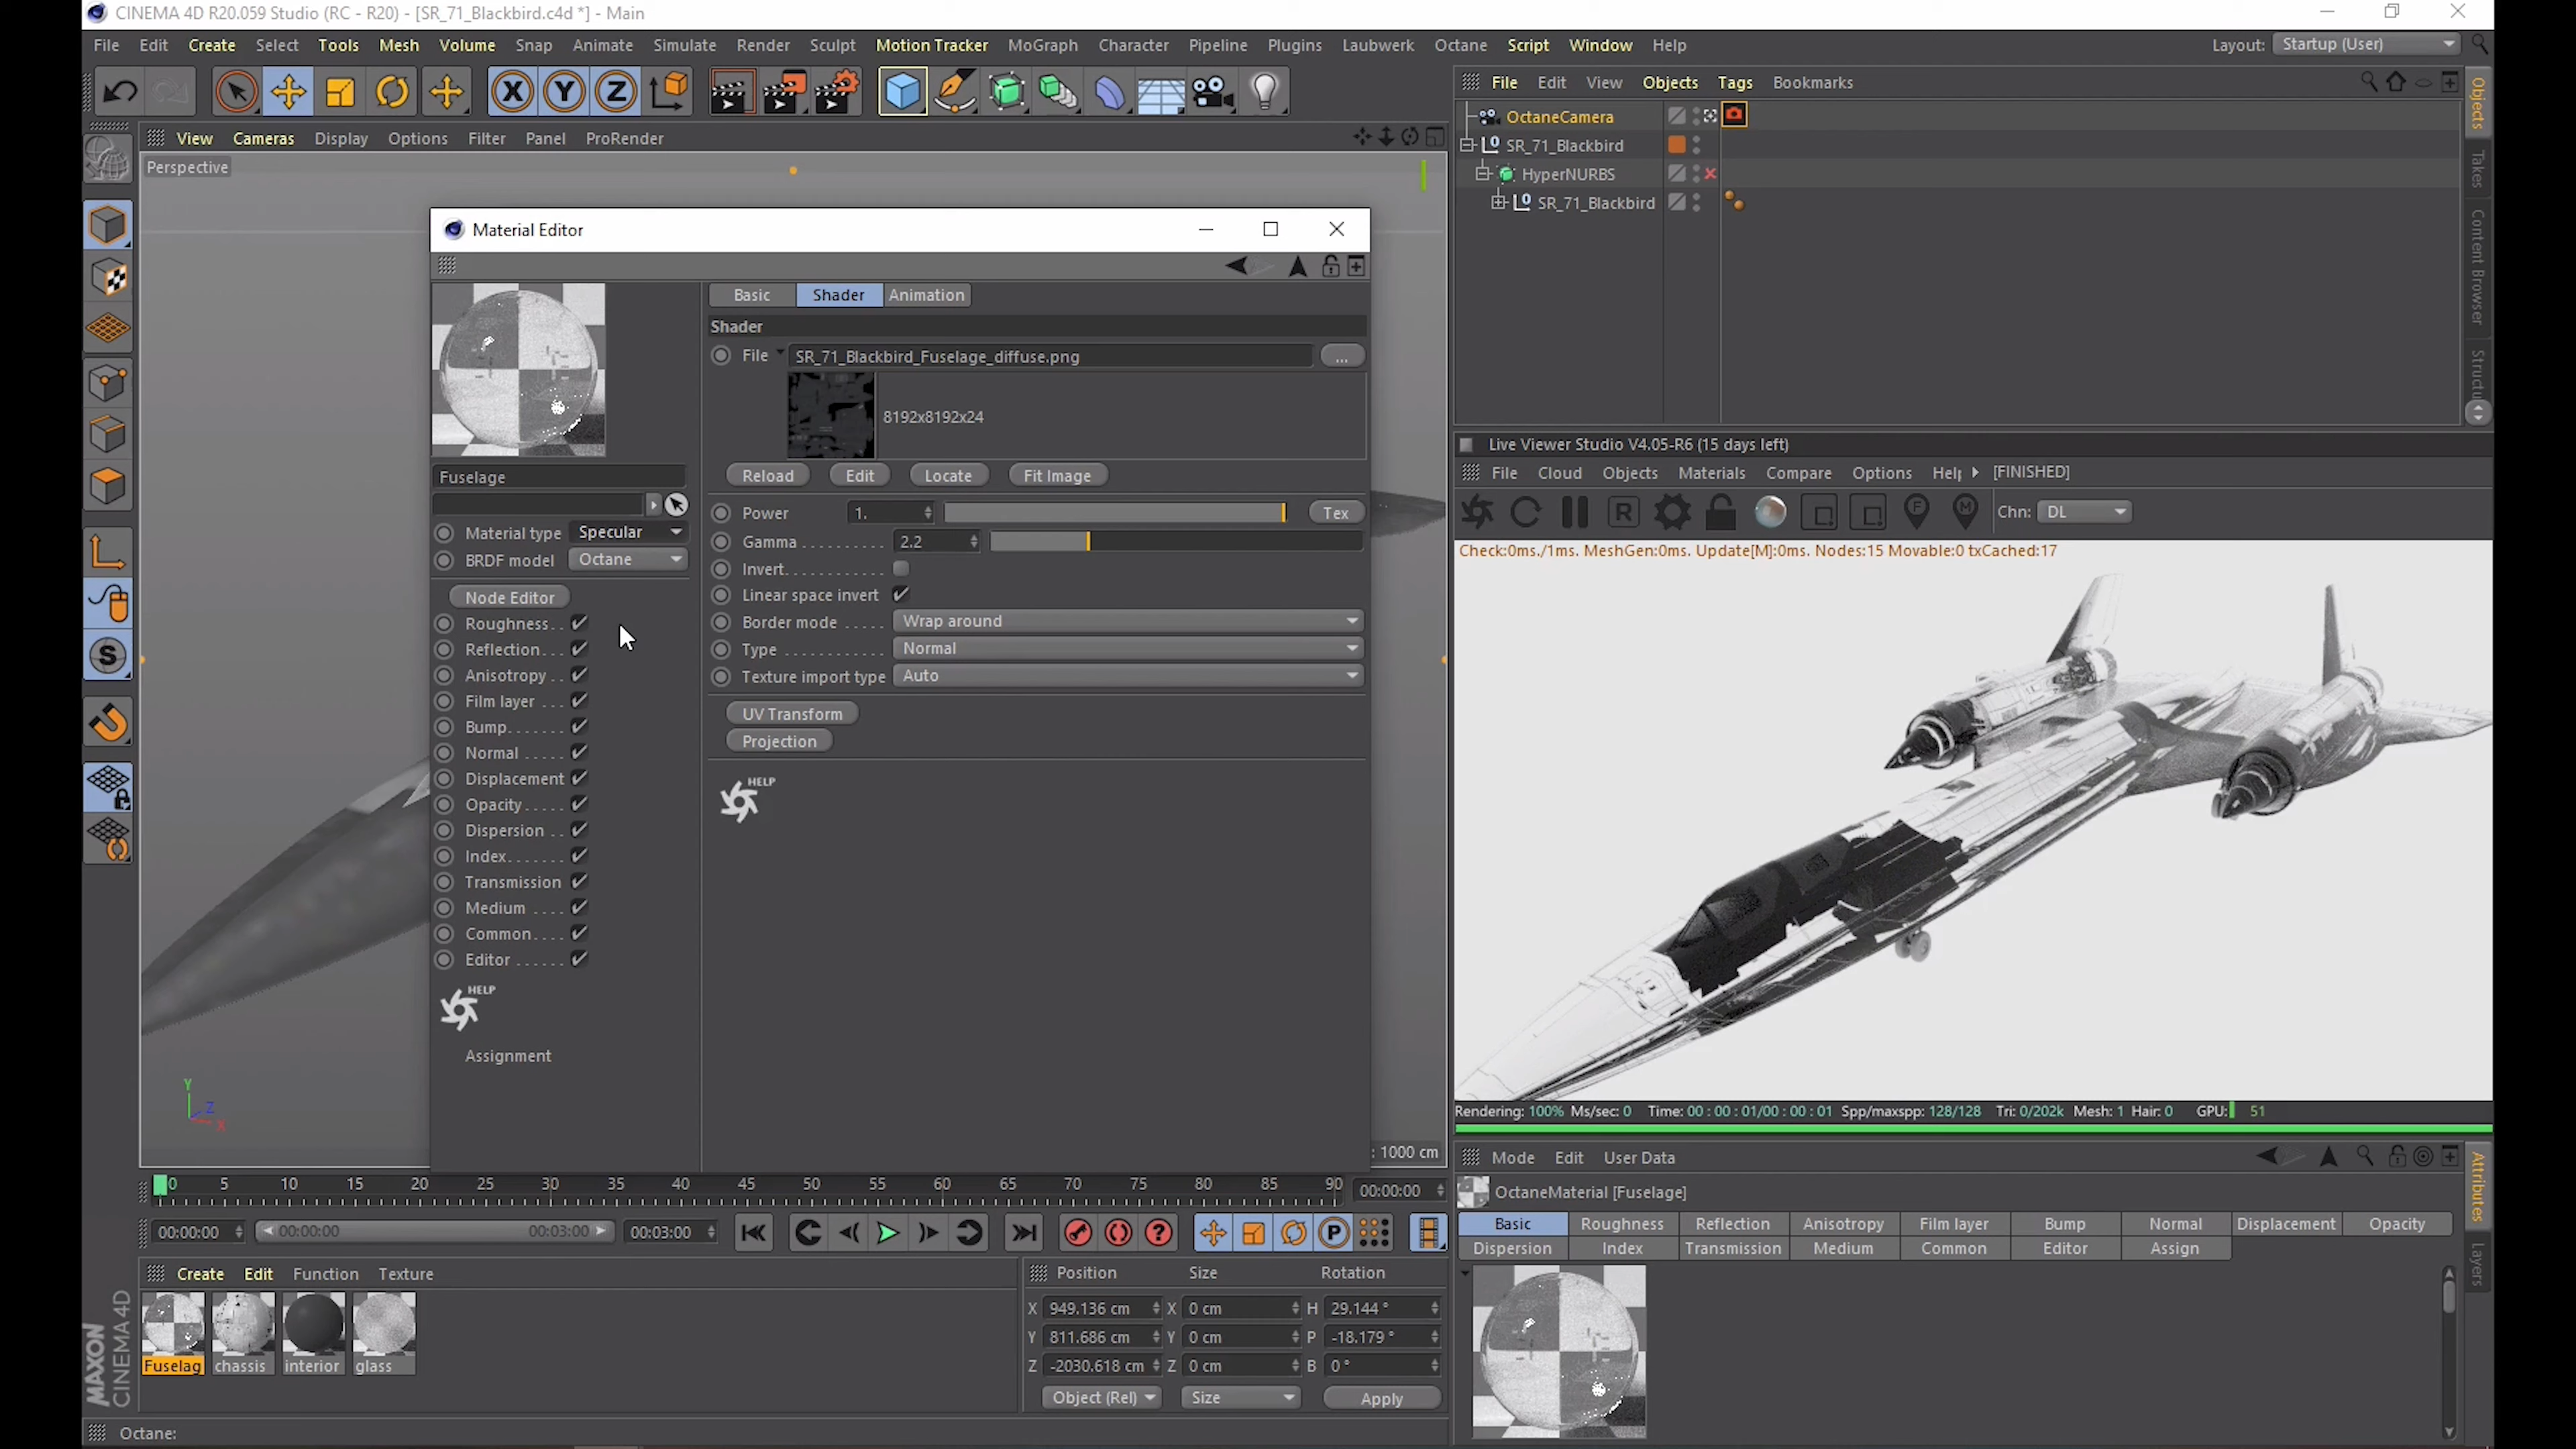 CINEMA 4D R20.059 Studio (RC - R20) - [SR_71_Blackbird.c4d *] - Main
File Edit Create Select Tools Mesh Volume Snap Animate Simulate Render Sculpt Motion Tracker MoGraph Character Pipeline Plugins Laubwerk Octane Script Window Help
Layout: Startup (User)
X Y Z
View Cameras Display Options Filter Panel ProRender
Perspective
Material Editor
Fuselage
Material type Specular
BRDF model Octane
Node Editor
Roughness. .
Reflection. . .
Anisotropy . .
Film layer . . .
Bump. . . . . .
Normal . . . .
Displacement
Opacity. . . . .
Dispersion . .
Index. . . . . . .
Transmission
Medium . . . .
Common. . . .
Editor . . . . . .
HELP
Assignment
Basic Shader Animation
Shader
File SR_71_Blackbird_Fuselage_diffuse.png ...
8192x8192x24
Reload Edit Locate Fit Image
Power 1. Tex
Gamma . . . . . . . . . 2.2
Invert. . . . . . . . . . .
Linear space invert
Border mode . . . . . Wrap around
Type . . . . . . . . . . . . Normal
Texture import type Auto
UV Transform
Projection
HELP
Y
Z
X
: 1000 cm
0 5 10 15 20 25 30 35 40 45 50 55 60 65 70 75 80 85 90 00:00:00
00:00:00 00:00:00 00:03:00 00:03:00
Create Edit Function Texture
Fuselag chassis interior glass
MAXON
CINEMA 4D
Position Size Rotation
X 949.136 cm X 0 cm H 29.144 °
Y 811.686 cm Y 0 cm P -18.179 °
Z -2030.618 cm Z 0 cm B 0 °
Object (Rel) Size Apply
Octane:
File Edit View Objects Tags Bookmarks
OctaneCamera
SR_71_Blackbird
HyperNURBS
SR_71_Blackbird
Objects
Takes
Content Browser
Structu
Live Viewer Studio V4.05-R6 (15 days left)
File Cloud Objects Materials Compare Options Help [FINISHED]
R F M Chn: DL
Check:0ms./1ms. MeshGen:0ms. Update[M]:0ms. Nodes:15 Movable:0 txCached:17
Rendering: 100% Ms/sec: 0 Time: 00 : 00 : 01/00 : 00 : 01 Spp/maxspp: 128/128 Tri: 0/202k Mesh: 1 Hair: 0 GPU: 51
Mode Edit User Data
OctaneMaterial [Fuselage]
Basic Roughness Reflection Anisotropy Film layer Bump Normal Displacement Opacity
Dispersion Index Transmission Medium Common Editor Assign
Attributes
Layers